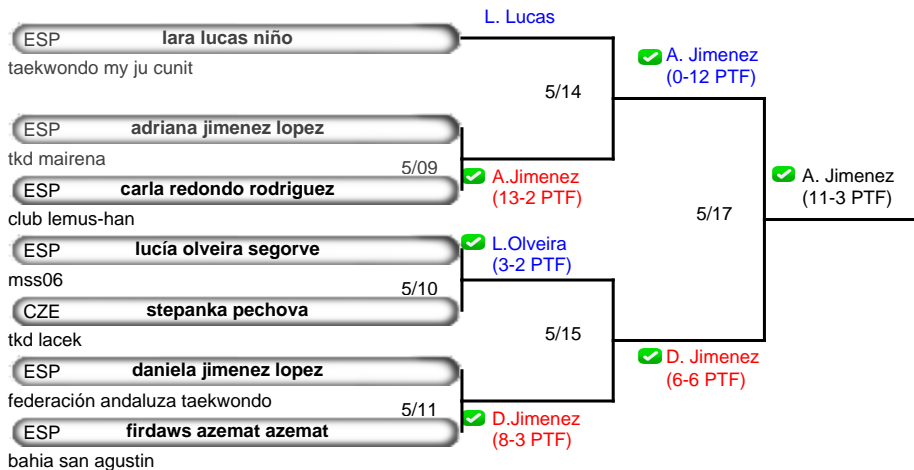 L. Lucas
ESP lara lucas niño
taekwondo my ju cunit
5/14
A. Jimenez
(0-12 PTF)
ESP adriana jimenez lopez
tkd mairena
5/09
A.Jimenez
(13-2 PTF)
ESP carla redondo rodriguez
club lemus-han
5/17
A. Jimenez
(11-3 PTF)
ESP lucía olveira segorve
mss06
L.Olveira
(3-2 PTF)
5/10
CZE stepanka pechova
tkd lacek
5/15
D. Jimenez
(6-6 PTF)
ESP daniela jimenez lopez
federación andaluza taekwondo
5/11
D.Jimenez
(8-3 PTF)
ESP firdaws azemat azemat
bahia san agustin